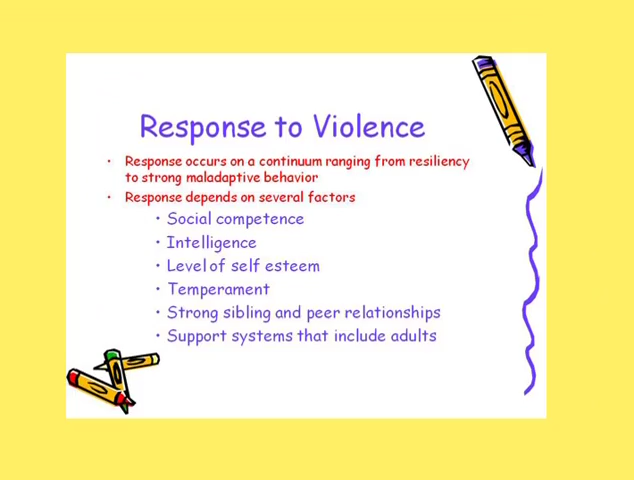 Response to Violence
• Response occurs on a continuum ranging from resiliency
to strong maladaptive behavior
• Response depends on several factors
• Social competence
• Intelligence
• Level of self esteem
• Temperament
• Strong sibling and peer relationships
• Support systems that include adults